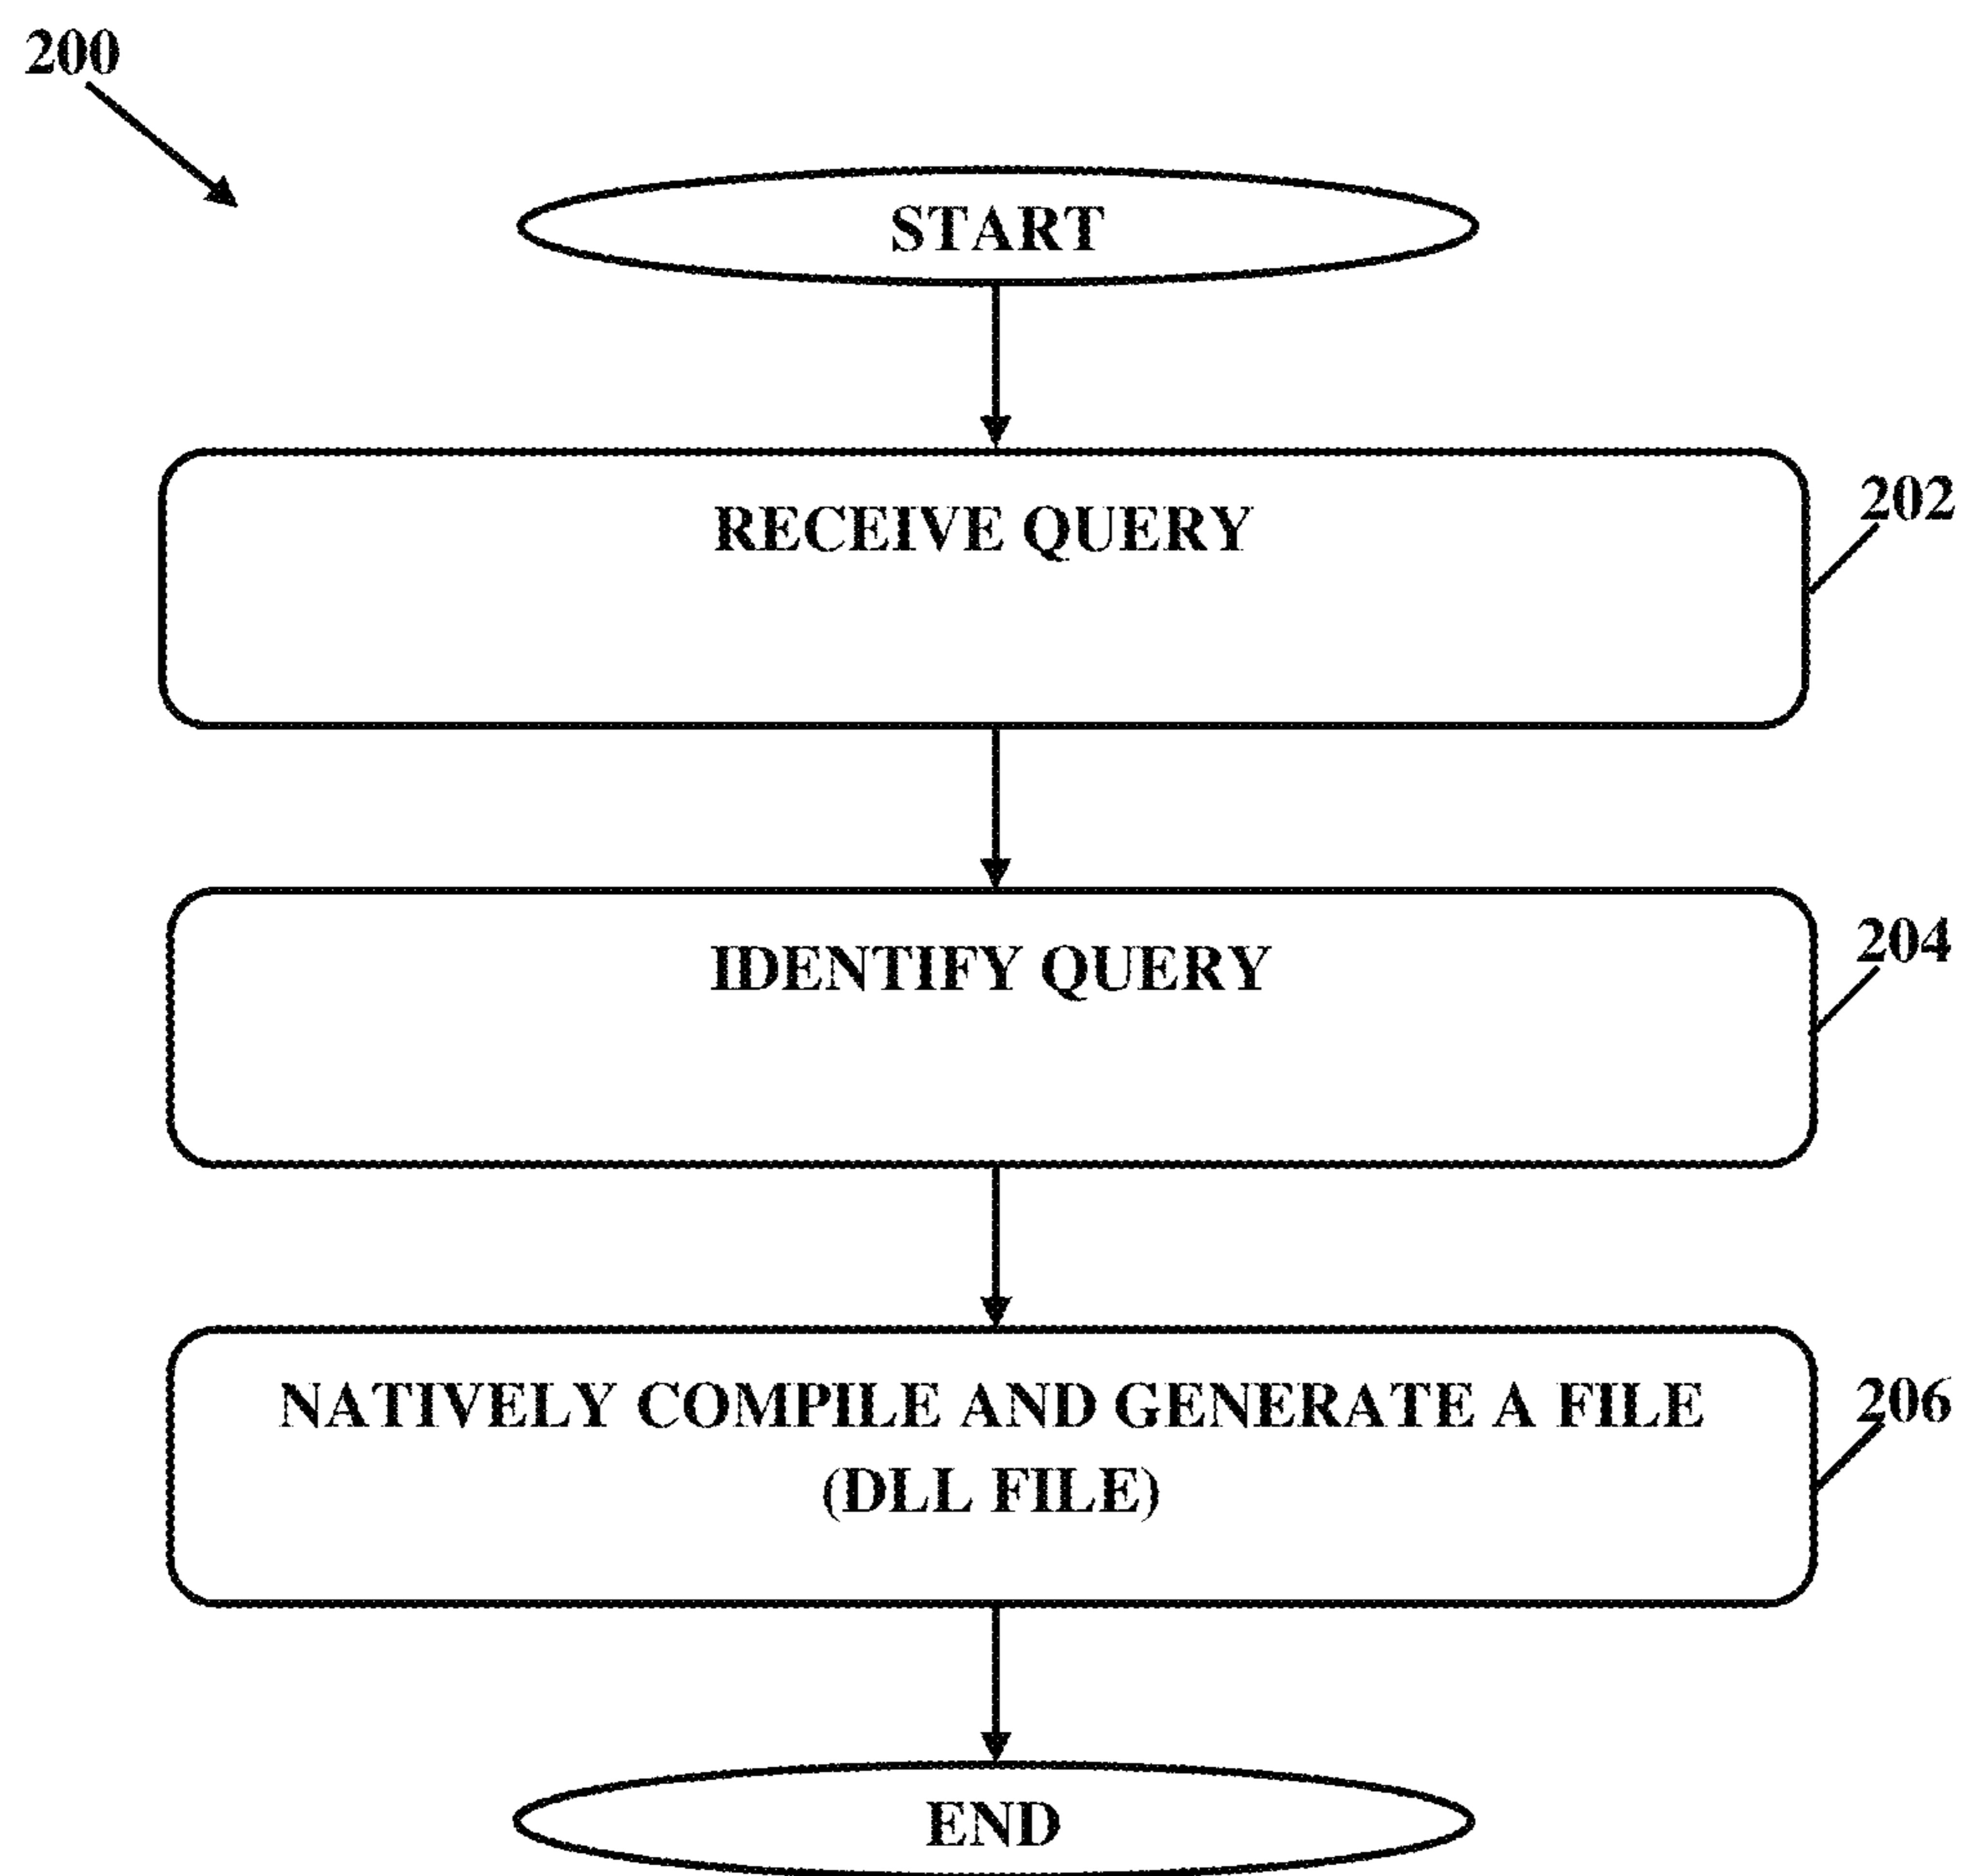 200
START
RECEIVE QUERY
202
IDENTIFY QUERY
204
NATIVELY COMPILE AND GENERATE A FILE
(DLL FILE)
206
END